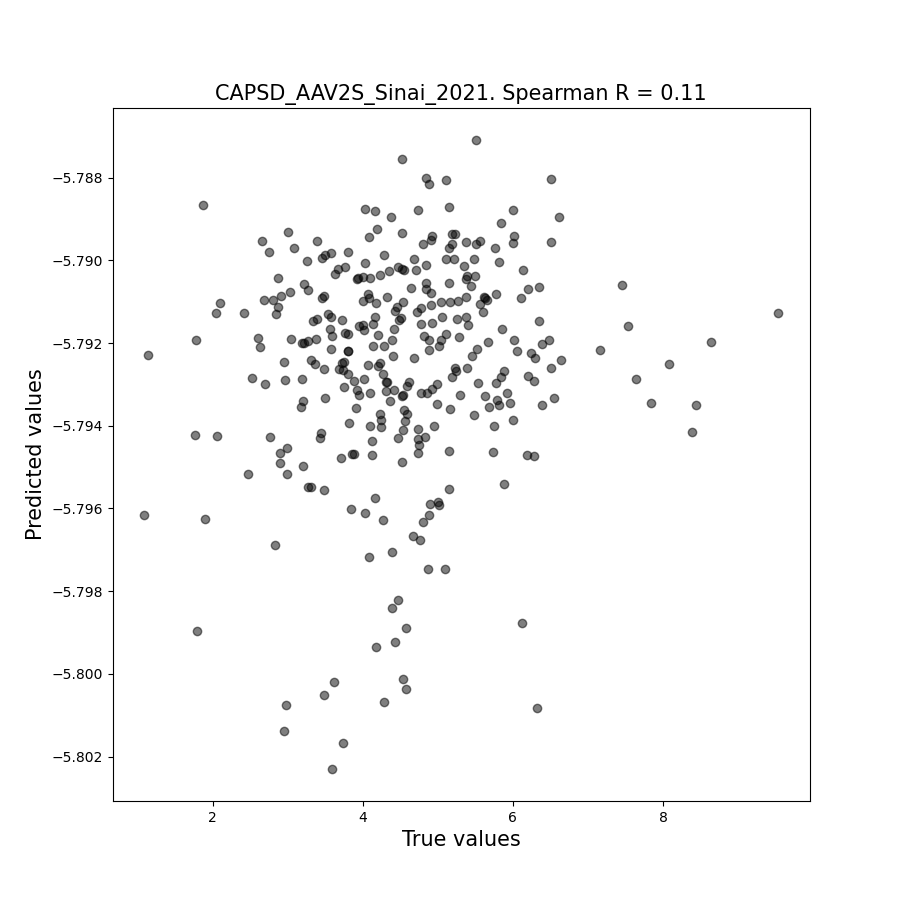 CAPSD_AAV2S_Sinai_2021. Spearman R = 0.11
−5.788
−5.790
−5.792
−5.794
−5.796
−5.798
−5.800
−5.802
Predicted values
2 4 6 8
True values